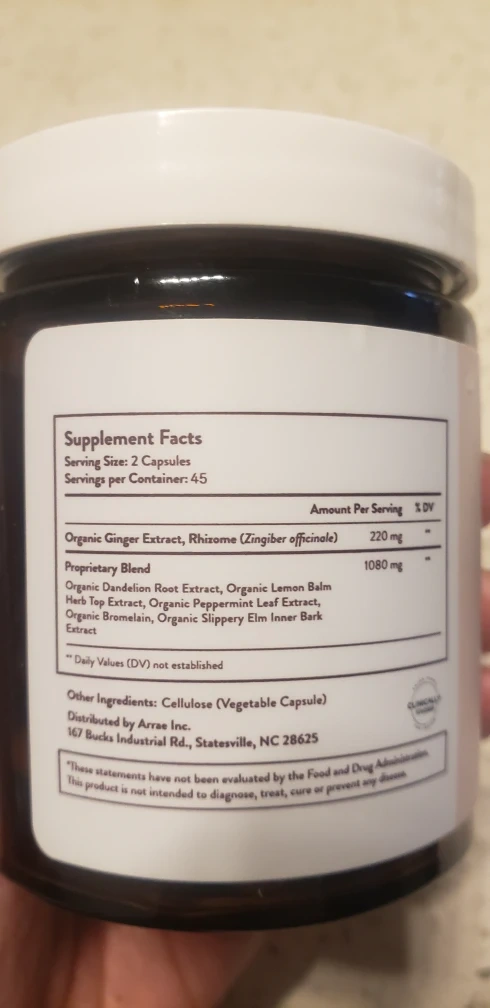 Supplement Facts
Serving Size: 2 Capsules
Servings per Container: 45
Amount Per Serving % DV
Organic Ginger Extract, Rhizome (Zingiber officinale) 220 mg **
Proprietary Blend 1080 mg **
Organic Dandelion Root Extract, Organic Lemon Balm
Herb Top Extract, Organic Peppermint Leaf Extract,
Organic Bromelain, Organic Slippery Elm Inner Bark
Extract
** Daily Values (DV) not established
Other Ingredients: Cellulose (Vegetable Capsule)
Distributed by Arrae Inc.
167 Bucks Industrial Rd., Statesville, NC 28625
CLINICALLY
*These statements have not been evaluated by the Food and Drug Administration.
This product is not intended to diagnose, treat, cure or prevent any disease.